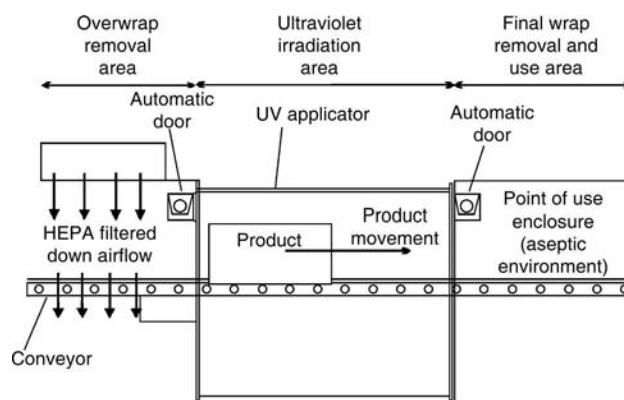 Overwrap
removal
area
Ultraviolet
irradiation
area
Final wrap
removal and
use area
Automatic
door
UV applicator
Automatic
door
HEPA filtered
down airflow
Product
Product
movement
Point of use
enclosure
(aseptic
environment)
Conveyor